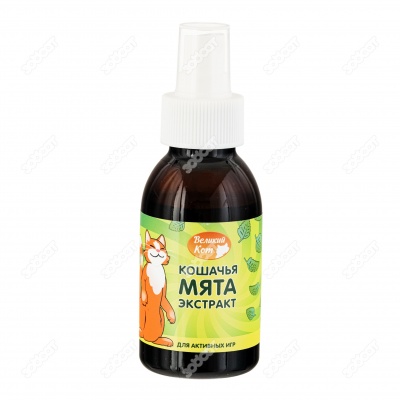 Великий
Кот
КОШАЧЬЯ
МЯТА
ЭКСТРАКТ
ДЛЯ АКТИВНЫХ ИГР